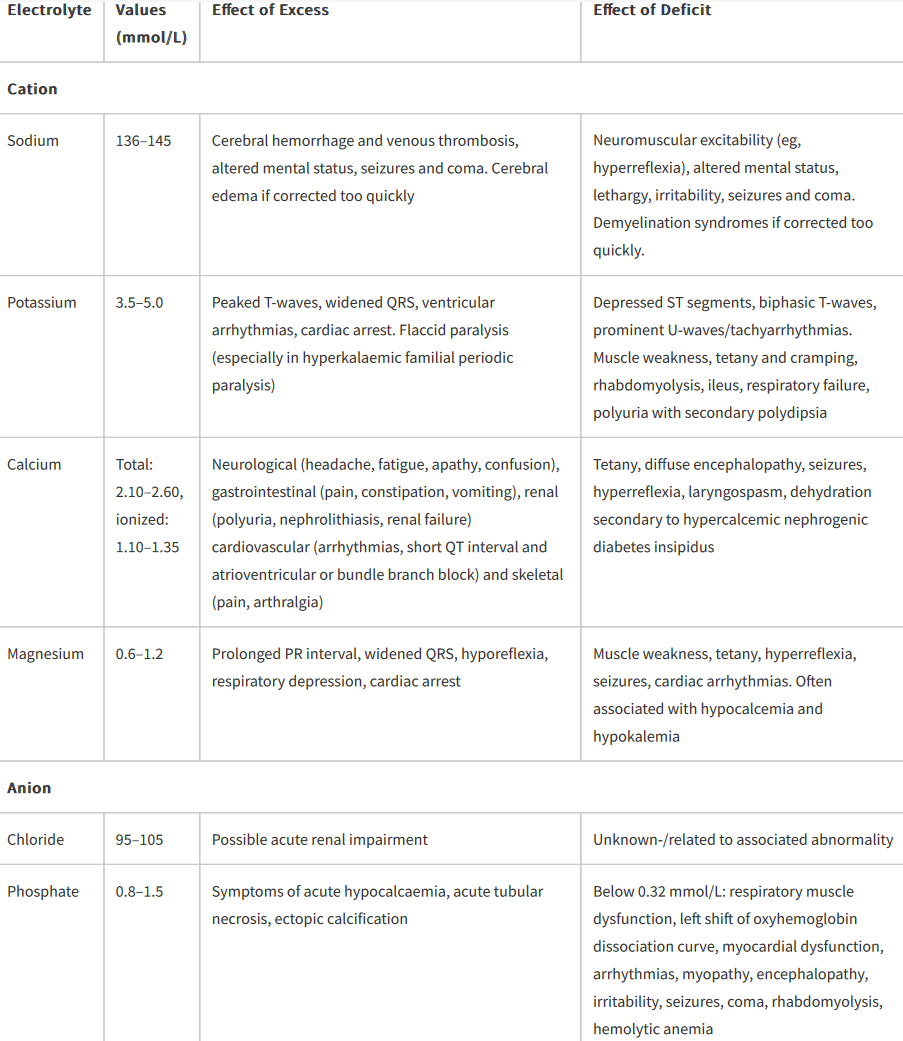 Electrolyte Values (mmol/L) Effect of Excess Effect of Deficit
Cation
Sodium
136–145
Cerebral hemorrhage and venous thrombosis,
altered mental status, seizures and coma. Cerebral
edema if corrected too quickly
Neuromuscular excitability (eg,
hyperreflexia), altered mental status,
lethargy, irritability, seizures and coma.
Demyelination syndromes if corrected too
quickly.
Potassium
3.5–5.0
Peaked T-waves, widened QRS, ventricular
arrhythmias, cardiac arrest. Flaccid paralysis
(especially in hyperkalaemic familial periodic
paralysis)
Depressed ST segments, biphasic T-waves,
prominent U-waves/tachyarrhythmias.
Muscle weakness, tetany and cramping,
rhabdomyolysis, ileus, respiratory failure,
polyuria with secondary polydipsia
Calcium
Total:
2.10–2.60,
ionized:
1.10–1.35
Neurological (headache, fatigue, apathy, confusion),
gastrointestinal (pain, constipation, vomiting), renal
(polyuria, nephrolithiasis, renal failure)
cardiovascular (arrhythmias, short QT interval and
atrioventricular or bundle branch block) and skeletal
(pain, arthralgia)
Tetany, diffuse encephalopathy, seizures,
hyperreflexia, laryngospasm, dehydration
secondary to hypercalcemic nephrogenic
diabetes insipidus
Magnesium
0.6–1.2
Prolonged PR interval, widened QRS, hyporeflexia,
respiratory depression, cardiac arrest
Muscle weakness, tetany, hyperreflexia,
seizures, cardiac arrhythmias. Often
associated with hypocalcemia and
hypokalemia
Anion
Chloride
95–105
Possible acute renal impairment
Unknown-/related to associated abnormality
Phosphate
0.8–1.5
Symptoms of acute hypocalcaemia, acute tubular
necrosis, ectopic calcification
Below 0.32 mmol/L: respiratory muscle
dysfunction, left shift of oxyhemoglobin
dissociation curve, myocardial dysfunction,
arrhythmias, myopathy, encephalopathy,
irritability, seizures, coma, rhabdomyolysis,
hemolytic anemia